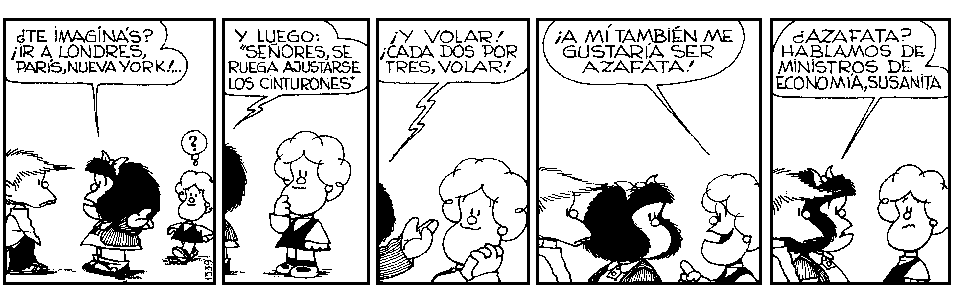 ¿TE IMAGINÁS?
¡IR A LONDRES,
PARÍS, NUEVA YORK!...
?
1339
Y LUEGO:
"SEÑORES, SE
RUEGA AJUSTARSE
LOS CINTURONES"
¡Y VOLAR!
¡CADA DOS POR
TRES, VOLAR!
¡A MÍ TAMBIÉN ME
GUSTARÍA SER
AZAFATA!
¿AZAFATA?
HABLAMOS DE
MINISTROS DE
ECONOMÍA, SUSANITA